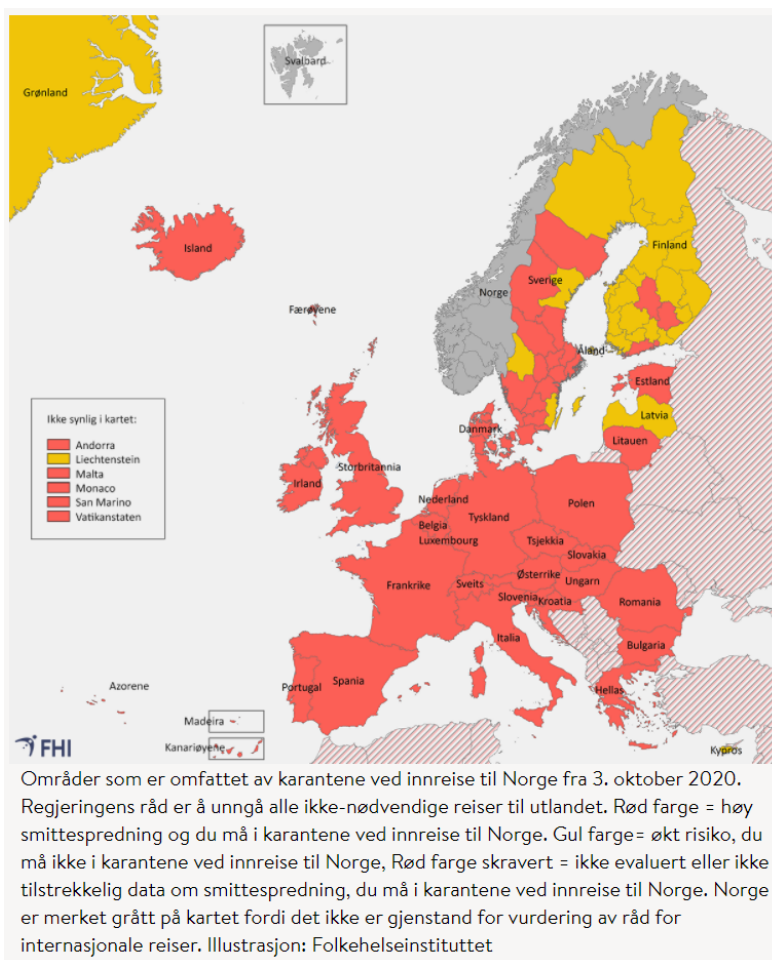 Grønland
Svalbard
Island
Finland
Sverige
Norge
Færøyene
Åland
Estland
Ikke synlig i kartet:
Andorra
Liechtenstein
Malta
Monaco
San Marino
Vatikanstaten
Latvia
Danmark
Litauen
Storbritannia
Irland
Nederland
Polen
Tyskland
Belgia
Luxembourg
Tsjekkia
Slovakia
Østerrike
Frankrike
Sveits
Ungarn
Slovenia
Kroatia
Romania
Italia
Bulgaria
Spania
Portugal
Azorene
Hellas
Madeira
Kanariøyene
Kypros
FHI
Områder som er omfattet av karantene ved innreise til Norge fra 3. oktober 2020.
Regjeringens råd er å unngå alle ikke-nødvendige reiser til utlandet. Rød farge = høy
smittespredning og du må i karantene ved innreise til Norge. Gul farge= økt risiko, du
må ikke i karantene ved innreise til Norge, Rød farge skravert = ikke evaluert eller ikke
tilstrekkelig data om smittespredning, du må i karantene ved innreise til Norge. Norge
er merket grått på kartet fordi det ikke er gjenstand for vurdering av råd for
internasjonale reiser. Illustrasjon: Folkehelseinstituttet